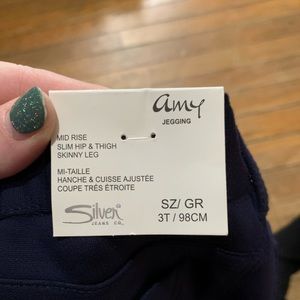 amy
JEGGING
MID RISE
SLIM HIP & THIGH
SKINNY LEG
MI-TAILLE
HANCHE & CUISSE AJUSTÉE
COUPE TRÉS ÉTROITE
Silver
JEANS CO.
SZ/ GR
3T / 98CM